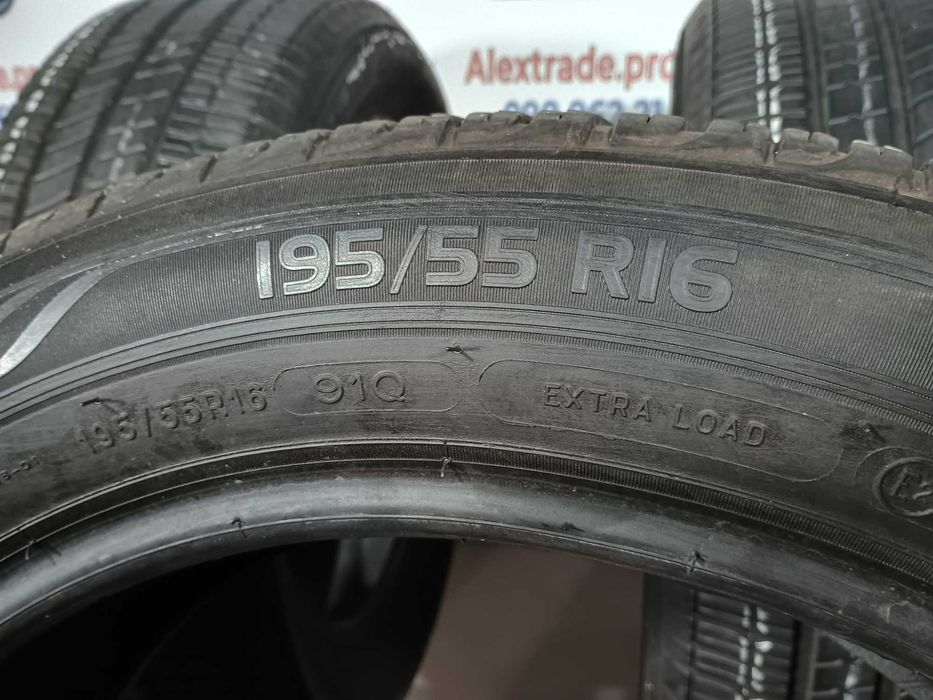 Alextrade.pro
195/55 R16
195/55R16 91Q EXTRA LOAD